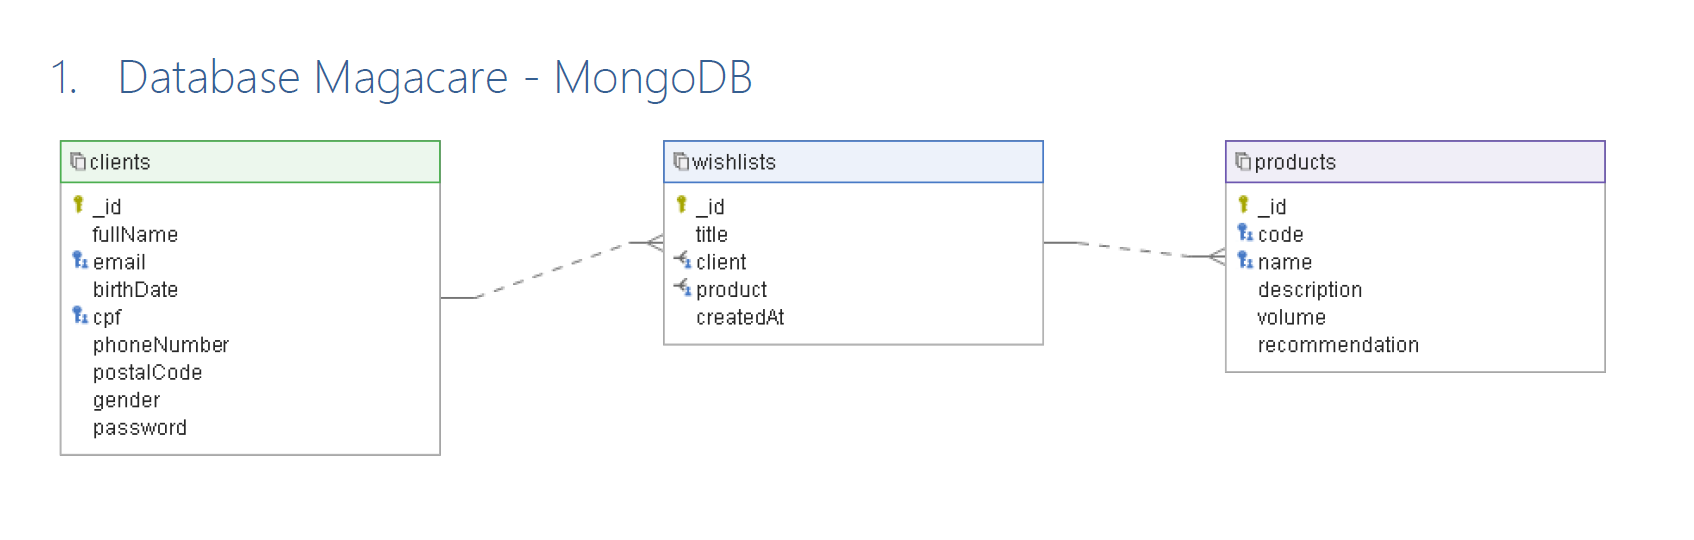 1. Database Magacare - MongoDB
clients
_id
fullName
email
birthDate
cpf
phoneNumber
postalCode
gender
password
wishlists
_id
title
client
product
createdAt
products
_id
code
name
description
volume
recommendation